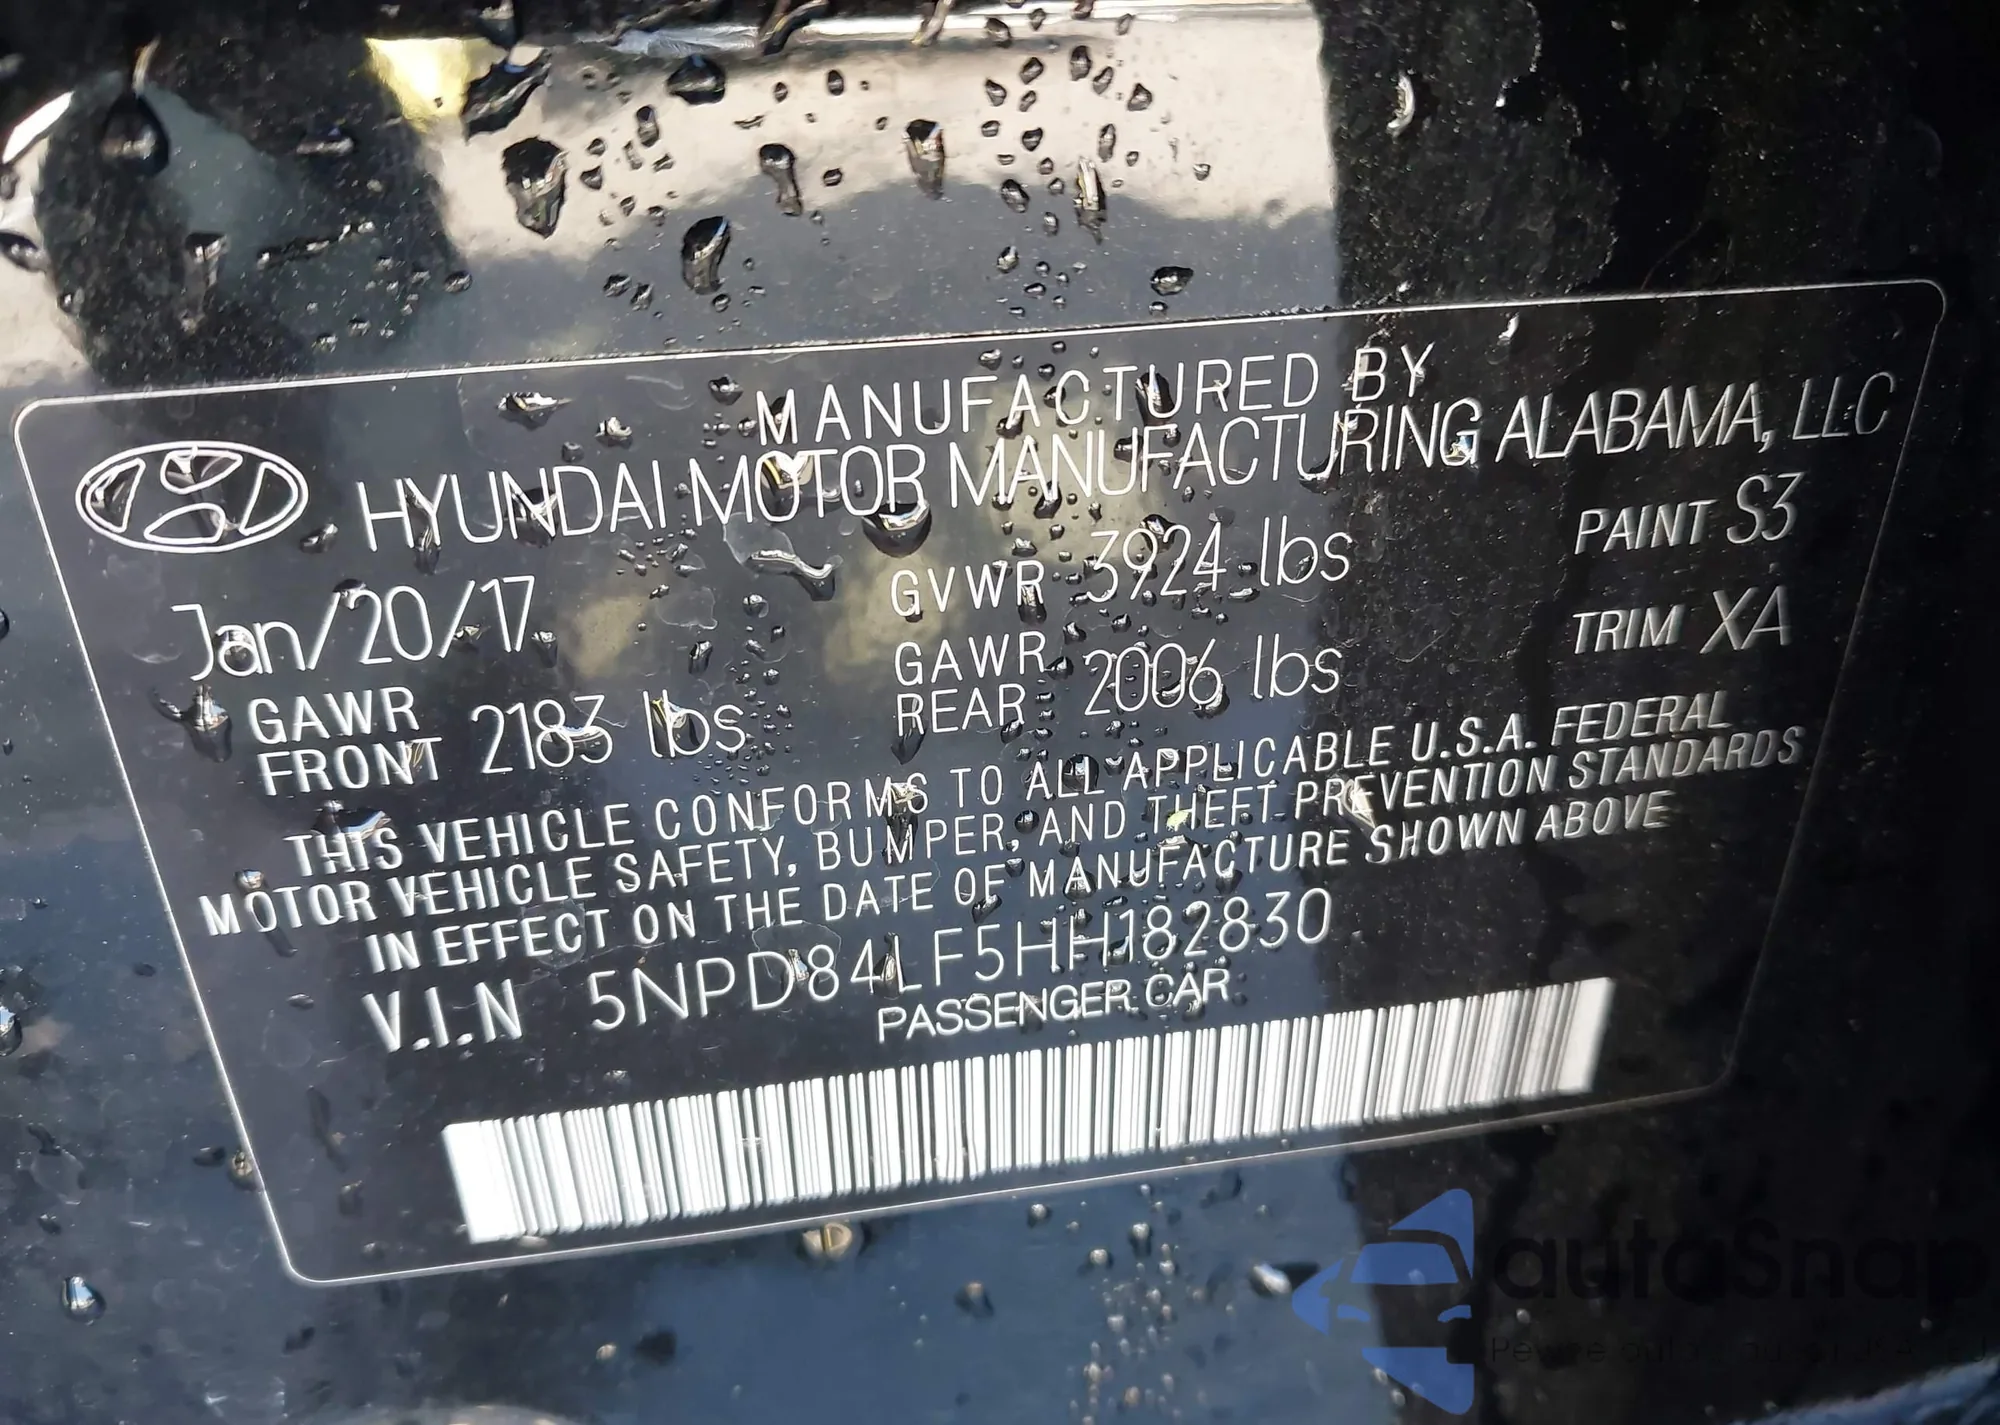 MANUFACTURED BY
HYUNDAI MOTOR MANUFACTURING ALABAMA, LLC
Jan/20/17 GVWR 3924 lbs PAINT S3
GAWR FRONT 2183 lbs GAWR REAR 2006 lbs TRIM XA
THIS VEHICLE CONFORMS TO ALL APPLICABLE U.S.A. FEDERAL
MOTOR VEHICLE SAFETY, BUMPER, AND THEFT PREVENTION STANDARDS
IN EFFECT ON THE DATE OF MANUFACTURE SHOWN ABOVE
V.I.N 5NPD84LF5HH182830
PASSENGER CAR
autoSnap